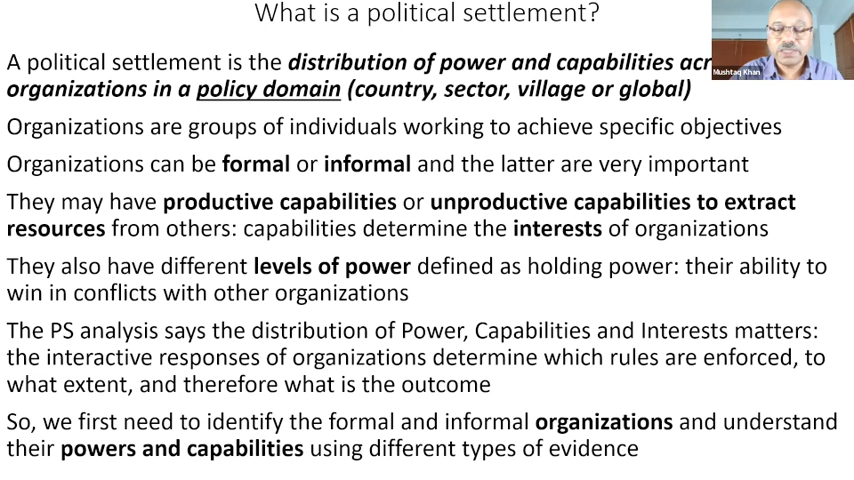 What is a political settlement?
A political settlement is the distribution of power and capabilities acr
organizations in a policy domain (country, sector, village or global)
Mushtaq Khan
Organizations are groups of individuals working to achieve specific objectives
Organizations can be formal or informal and the latter are very important
They may have productive capabilities or unproductive capabilities to extract
resources from others: capabilities determine the interests of organizations
They also have different levels of power defined as holding power: their ability to
win in conflicts with other organizations
The PS analysis says the distribution of Power, Capabilities and Interests matters:
the interactive responses of organizations determine which rules are enforced, to
what extent, and therefore what is the outcome
So, we first need to identify the formal and informal organizations and understand
their powers and capabilities using different types of evidence